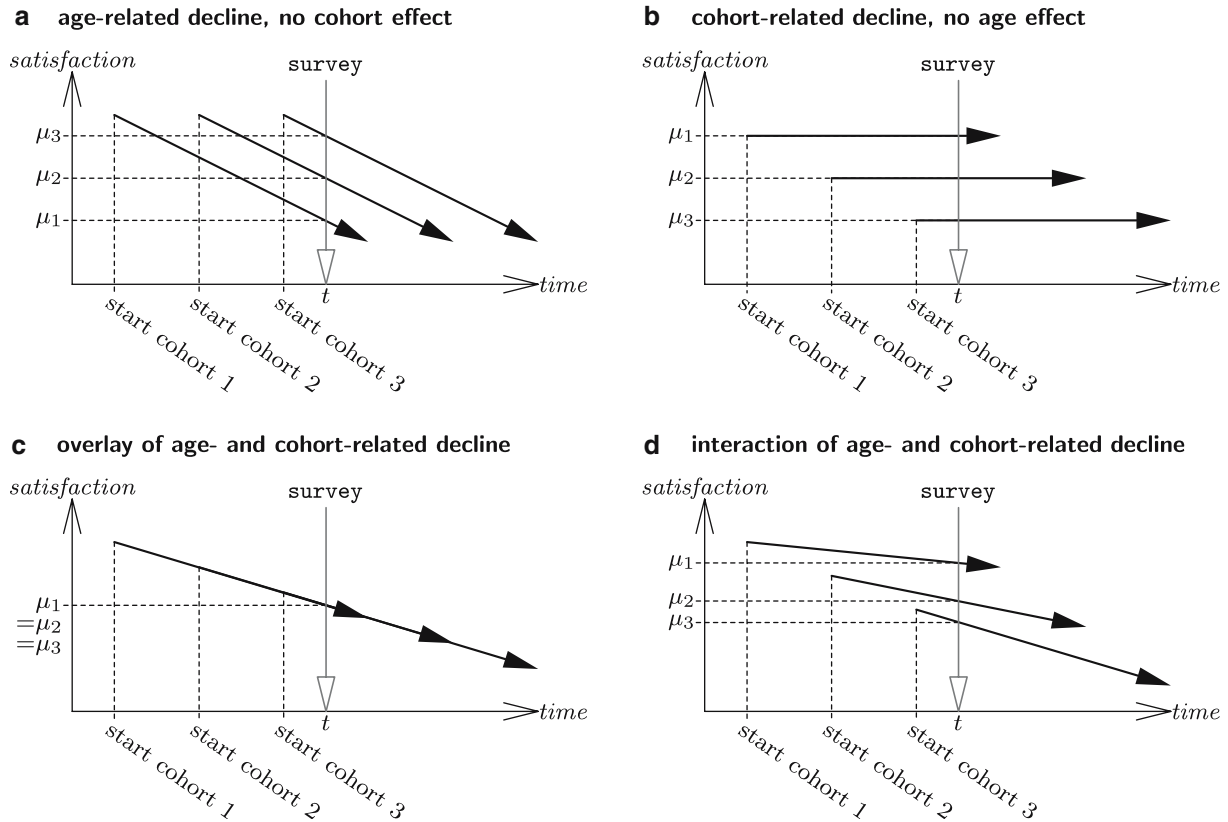 a age-related decline, no cohort effect
satisfaction
survey
μ3
μ2
μ1
t
time
start cohort 1
start cohort 2
start cohort 3
b cohort-related decline, no age effect
satisfaction
survey
μ1
μ2
μ3
t
time
start cohort 1
start cohort 2
start cohort 3
c overlay of age- and cohort-related decline
satisfaction
survey
μ1
=μ2
=μ3
t
time
start cohort 1
start cohort 2
start cohort 3
d interaction of age- and cohort-related decline
satisfaction
survey
μ1
μ2
μ3
t
time
start cohort 1
start cohort 2
start cohort 3